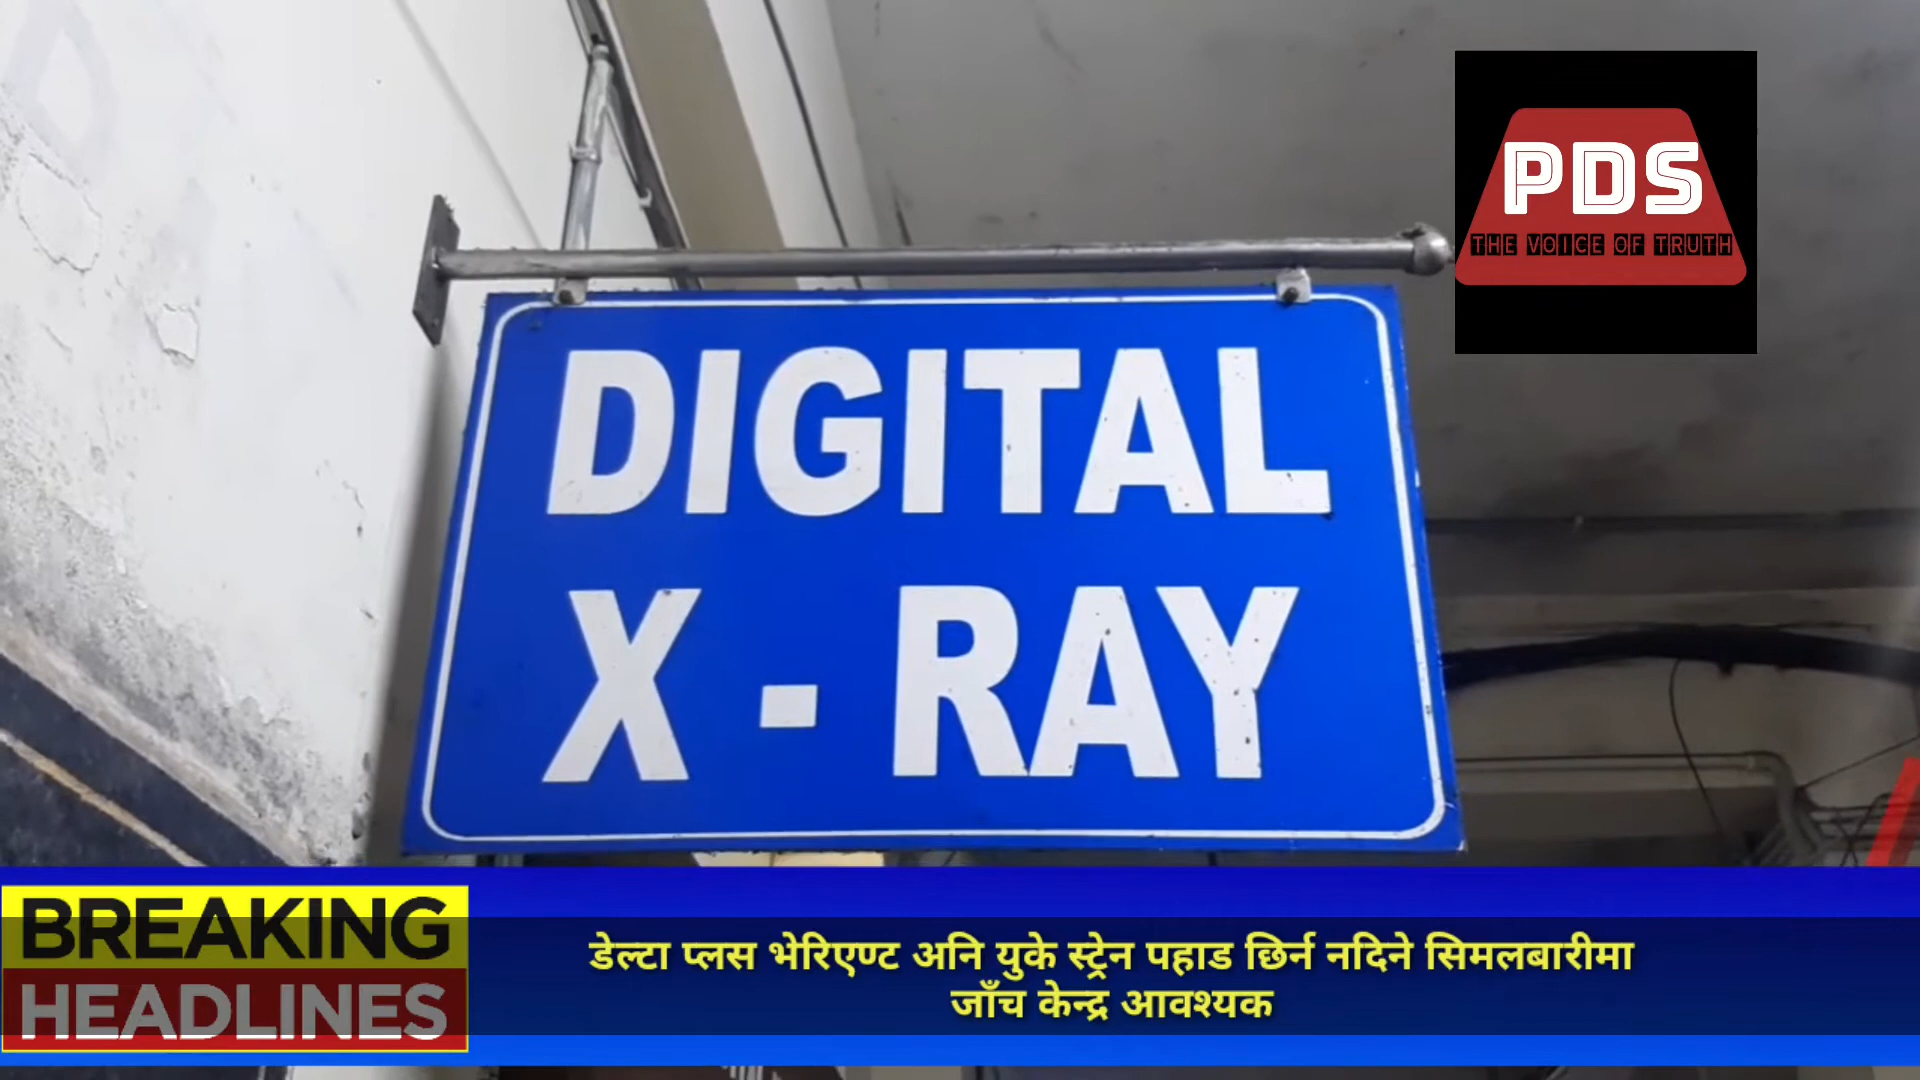 PDS
THE VOICE OF TRUTH
DIGITAL
X - RAY
BREAKING
HEADLINES
डेल्टा प्लस भेरिएण्ट अनि युके स्ट्रेन पहाड छिर्न नदिने सिमलबारीमा
जाँच केन्द्र आवश्यक